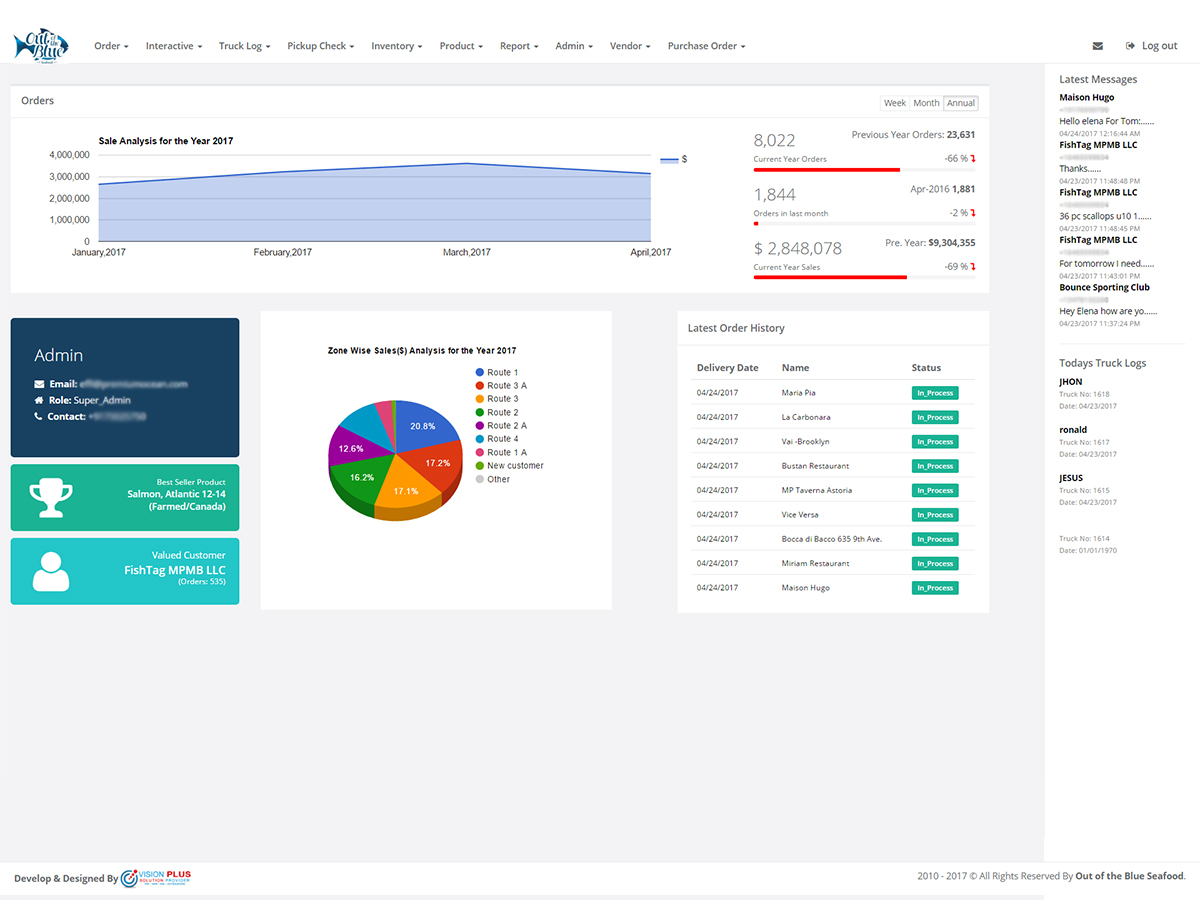 Out of the Blue Seafood
Order Interactive Truck Log Pickup Check Inventory Product Report Admin Vendor Purchase Order Log out
Orders
Week Month Annual
Sale Analysis for the Year 2017
4,000,000
3,000,000
2,000,000
1,000,000
0
January,2017 February,2017 March,2017 April,2017
$
8,022 Previous Year Orders: 23,631
Current Year Orders -66 %
1,844 Apr-2016 1,881
Orders in last month -2 %
$ 2,848,078 Pre. Year: $9,304,355
Current Year Sales -69 %
Admin
Email:
Role: Super_Admin
Contact:
Best Seller Product
Salmon, Atlantic 12-14
(Farmed/Canada)
Valued Customer
FishTag MPMB LLC
(Orders: 535)
Zone Wise Sales($) Analysis for the Year 2017
20.8%
17.2%
17.1%
16.2%
12.6%
Route 1
Route 3 A
Route 3
Route 2
Route 2 A
Route 4
Route 1 A
New customer
Other
Latest Order History
Delivery Date Name Status
04/24/2017 Maria Pia In_Process
04/24/2017 La Carbonara In_Process
04/24/2017 Vai -Brooklyn In_Process
04/24/2017 Bustan Restaurant In_Process
04/24/2017 MP Taverna Astoria In_Process
04/24/2017 Vice Versa In_Process
04/24/2017 Bocca di Bacco 635 9th Ave. In_Process
04/24/2017 Miriam Restaurant In_Process
04/24/2017 Maison Hugo In_Process
Latest Messages
Maison Hugo
Hello elena For Tom:......
04/24/2017 12:16:44 AM
FishTag MPMB LLC
Thanks......
04/23/2017 11:48:48 PM
FishTag MPMB LLC
36 pc scallops u10 1......
04/23/2017 11:48:45 PM
FishTag MPMB LLC
For tomorrow I need......
04/23/2017 11:43:01 PM
Bounce Sporting Club
Hey Elena how are yo......
04/23/2017 11:37:24 PM
Todays Truck Logs
JHON
Truck No: 1618
Date: 04/23/2017
ronald
Truck No: 1617
Date: 04/23/2017
JESUS
Truck No: 1615
Date: 04/23/2017
Truck No: 1614
Date: 01/01/1970
Develop & Designed By VISION PLUS
SOLUTION PROVIDER
2010 - 2017 © All Rights Reserved By Out of the Blue Seafood.